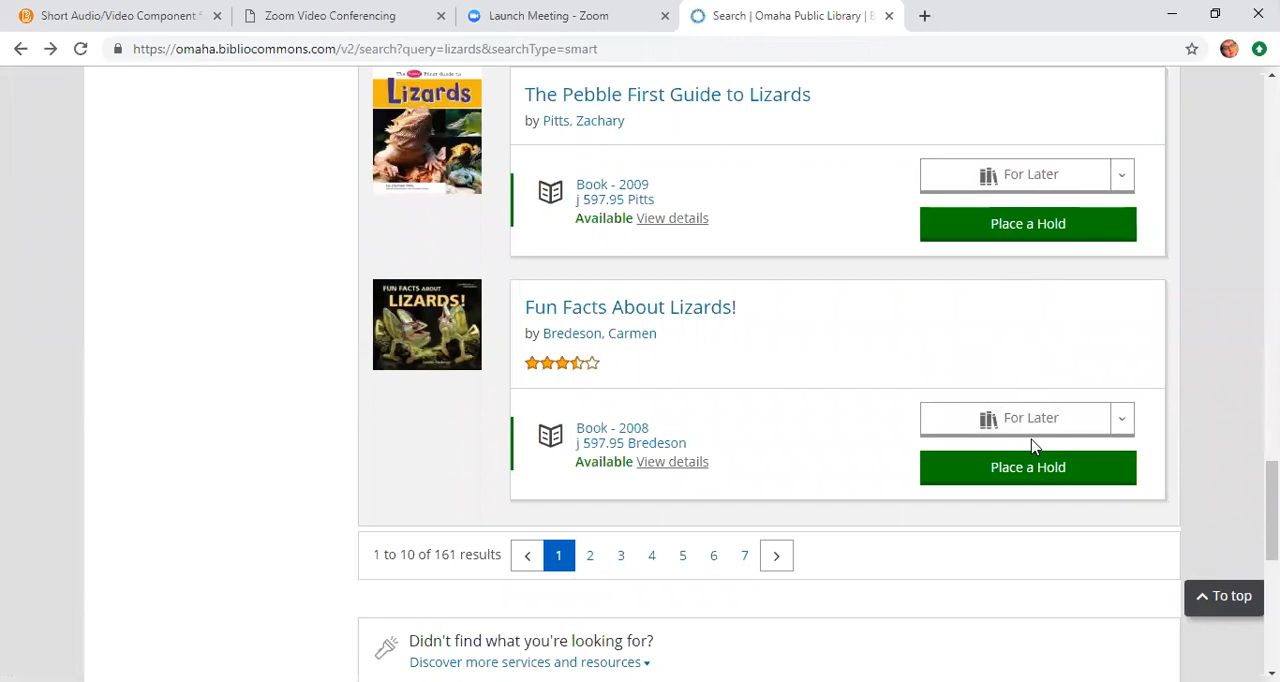 Short Audio/Video Component f
Zoom Video Conferencing
Launch Meeting - Zoom
Search | Omaha Public Library | B
https://omaha.bibliocommons.com/v2/search?query=lizards&searchType=smart
Lizards
The Pebble First Guide to Lizards
by Pitts, Zachary
Book - 2009
j 597.95 Pitts
Available View details
For Later
Place a Hold
FUN FACTS ABOUT
LIZARDS!
Fun Facts About Lizards!
by Bredeson, Carmen
Book - 2008
j 597.95 Bredeson
Available View details
For Later
Place a Hold
1 to 10 of 161 results
1 2 3 4 5 6 7
To top
Didn't find what you're looking for?
Discover more services and resources